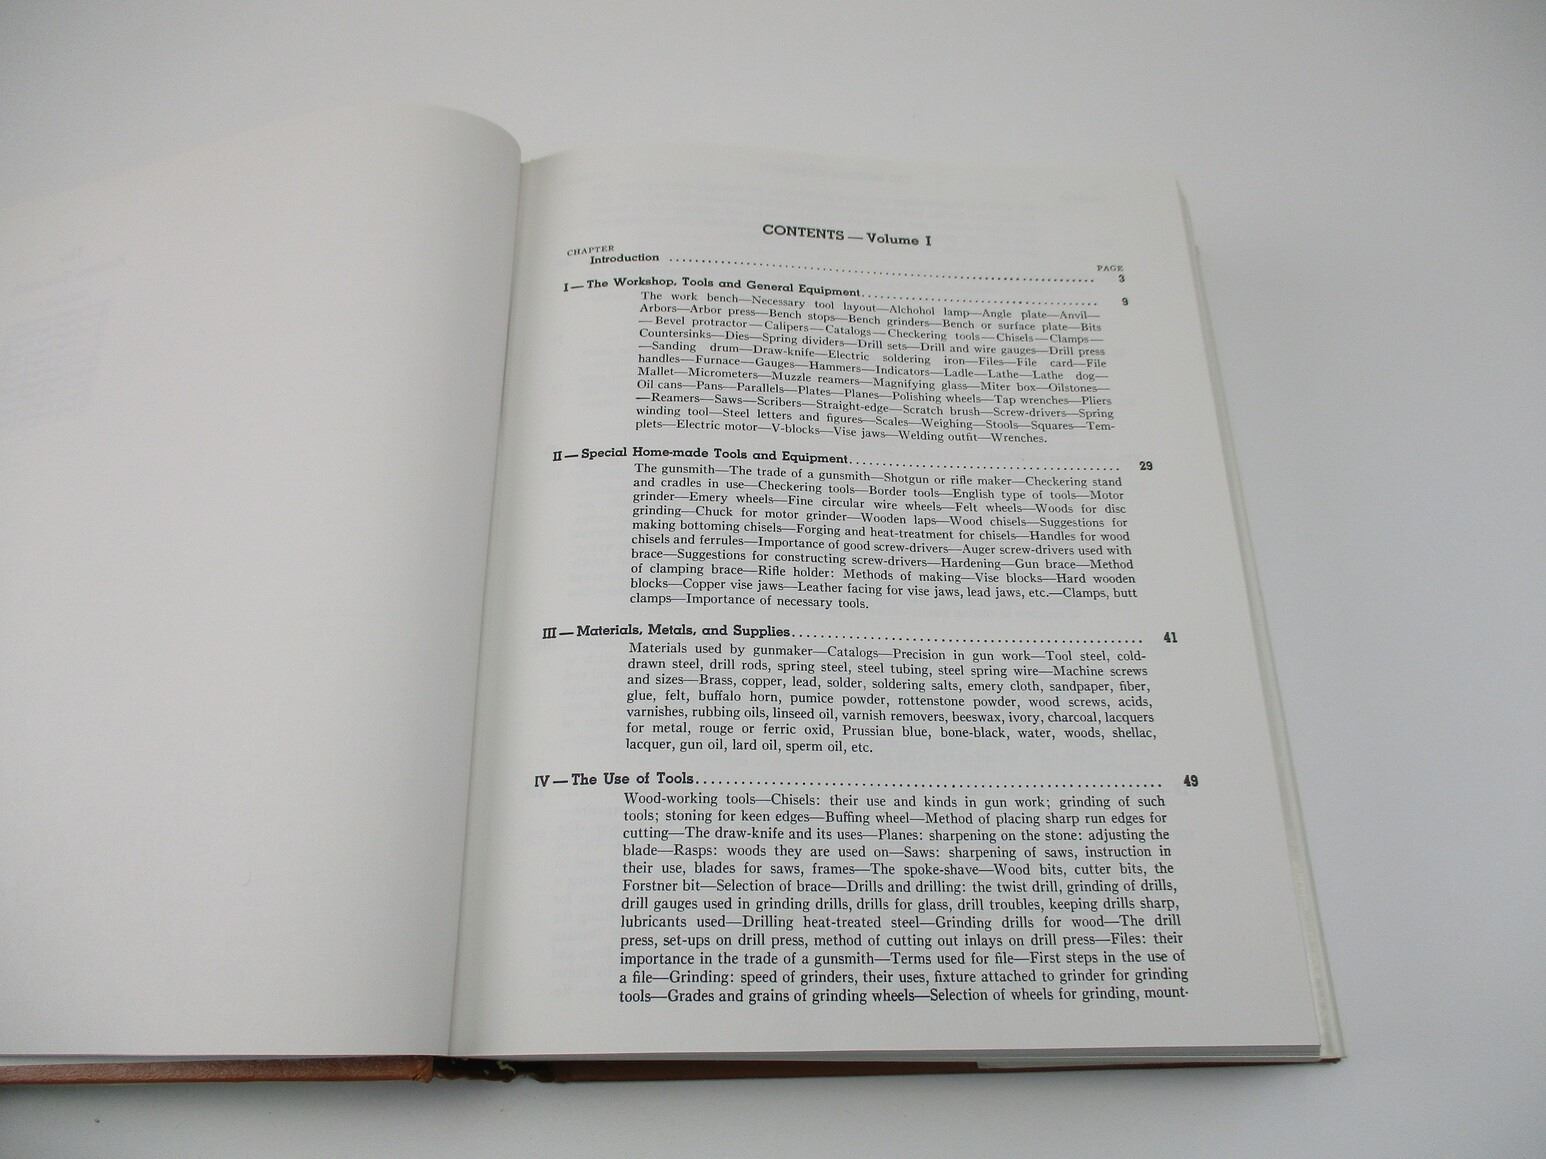 CONTENTS — Volume I
CHAPTER PAGE
Introduction ........ 3
I — The Workshop, Tools and General Equipment........ 9
The work bench—Necessary tool layout—Alchohol lamp—Angle plate—Anvil—
Arbors—Arbor press—Bench stops—Bench grinders—Bench or surface plate—Bits
—Bevel protractor—Calipers—Catalogs—Checkering tools—Chisels—Clamps—
Countersinks—Dies—Spring dividers—Drill sets—Drill and wire gauges—Drill press
—Sanding drum—Draw-knife—Electric soldering iron—Files—File card—File
handles—Furnace—Gauges—Hammers—Indicators—Ladle—Lathe—Lathe dog—
Mallet—Micrometers—Muzzle reamers—Magnifying glass—Miter box—Oilstones—
Oil cans—Pans—Parallels—Plates—Planes—Polishing wheels—Tap wrenches—Pliers
—Reamers—Saws—Scribers—Straight-edge—Scratch brush—Screw-drivers—Spring
winding tool—Steel letters and figures—Scales—Weighing—Stools—Squares—Tem-
plets—Electric motor—V-blocks—Vise jaws—Welding outfit—Wrenches.
II — Special Home-made Tools and Equipment........ 29
The gunsmith—The trade of a gunsmith—Shotgun or rifle maker—Checkering stand
and cradles in use—Checkering tools—Border tools—English type of tools—Motor
grinder—Emery wheels—Fine circular wire wheels—Felt wheels—Woods for disc
grinding—Chuck for motor grinder—Wooden laps—Wood chisels—Suggestions for
making bottoming chisels—Forging and heat-treatment for chisels—Handles for wood
chisels and ferrules—Importance of good screw-drivers—Auger screw-drivers used with
brace—Suggestions for constructing screw-drivers—Hardening—Gun brace—Method
of clamping brace—Rifle holder: Methods of making—Vise blocks—Hard wooden
blocks—Copper vise jaws—Leather facing for vise jaws, lead jaws, etc.—Clamps, butt
clamps—Importance of necessary tools.
III — Materials, Metals, and Supplies........ 41
Materials used by gunmaker—Catalogs—Precision in gun work—Tool steel, cold-
drawn steel, drill rods, spring steel, steel tubing, steel spring wire—Machine screws
and sizes—Brass, copper, lead, solder, soldering salts, emery cloth, sandpaper, fiber,
glue, felt, buffalo horn, pumice powder, rottenstone powder, wood screws, acids,
varnishes, rubbing oils, linseed oil, varnish removers, beeswax, ivory, charcoal, lacquers
for metal, rouge or ferric oxid, Prussian blue, bone-black, water, woods, shellac,
lacquer, gun oil, lard oil, sperm oil, etc.
IV — The Use of Tools........ 49
Wood-working tools—Chisels: their use and kinds in gun work; grinding of such
tools; stoning for keen edges—Buffing wheel—Method of placing sharp run edges for
cutting—The draw-knife and its uses—Planes: sharpening on the stone: adjusting the
blade—Rasps: woods they are used on—Saws: sharpening of saws, instruction in
their use, blades for saws, frames—The spoke-shave—Wood bits, cutter bits, the
Forstner bit—Selection of brace—Drills and drilling: the twist drill, grinding of drills,
drill gauges used in grinding drills, drills for glass, drill troubles, keeping drills sharp,
lubricants used—Drilling heat-treated steel—Grinding drills for wood—The drill
press, set-ups on drill press, method of cutting out inlays on drill press—Files: their
importance in the trade of a gunsmith—Terms used for file—First steps in the use of
a file—Grinding: speed of grinders, their uses, fixture attached to grinder for grinding
tools—Grades and grains of grinding wheels—Selection of wheels for grinding, mount-